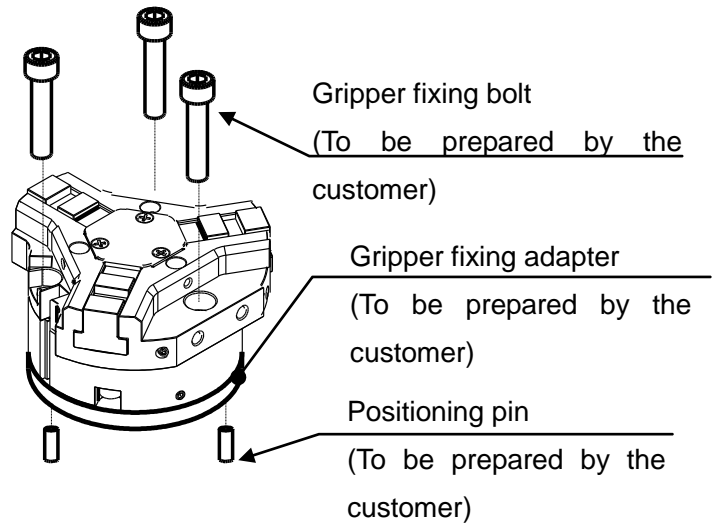 Gripper fixing bolt
(To be prepared by the
customer)
Gripper fixing adapter
(To be prepared by the
customer)
Positioning pin
(To be prepared by the
customer)